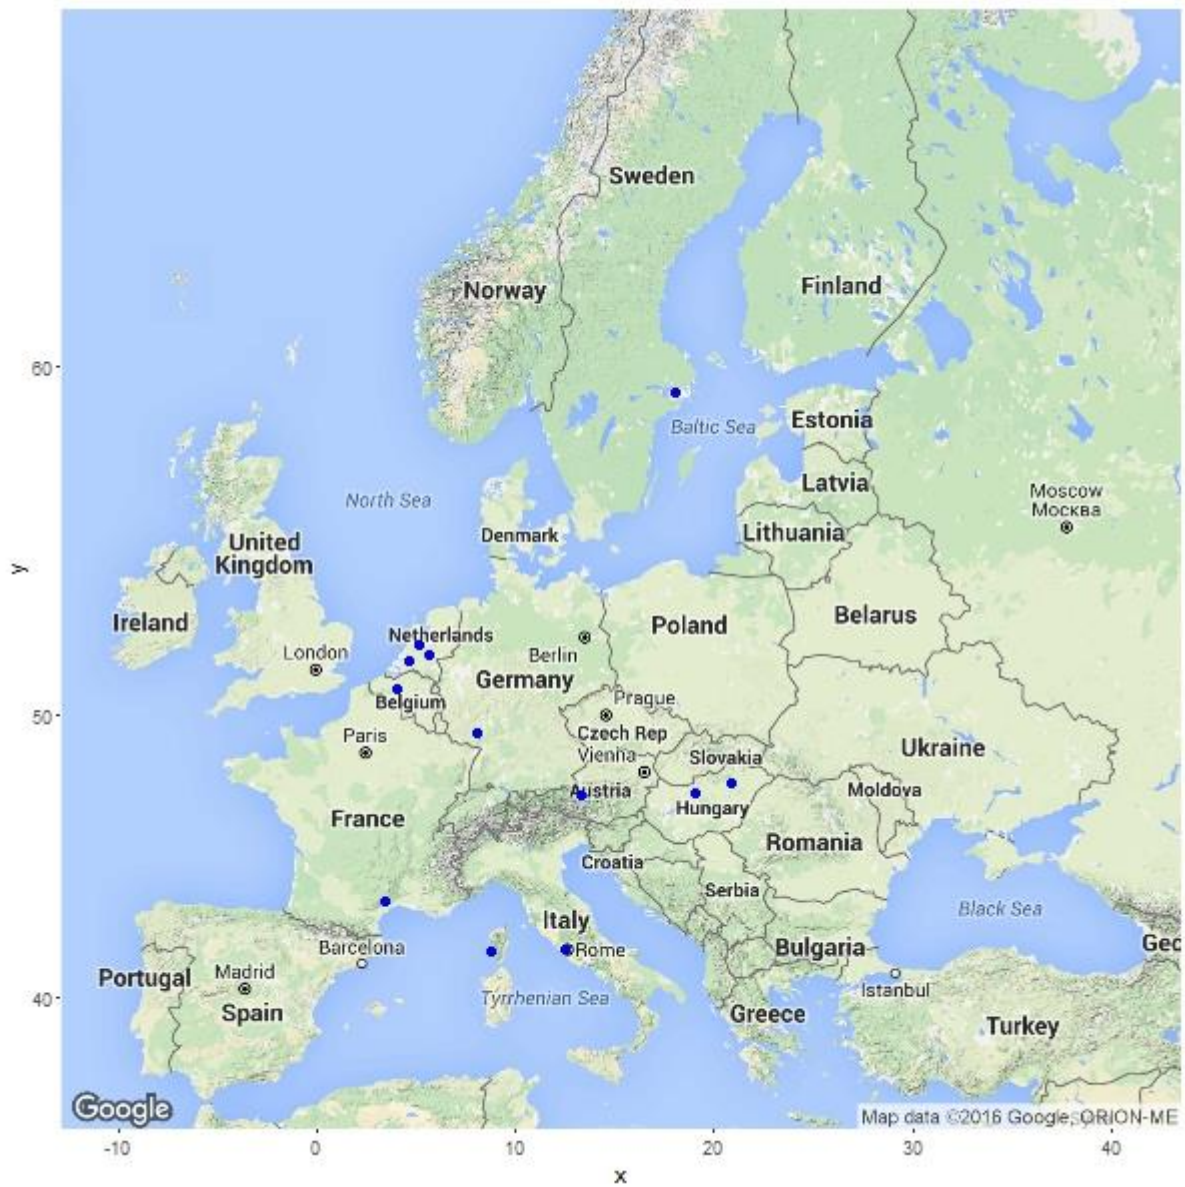 Sweden
Norway
Finland
60
Baltic Sea
Estonia
Latvia
North Sea
Moscow
Москва
Denmark
Lithuania
United
Kingdom
y
Ireland
Belarus
Poland
Netherlands
London
Berlin
Germany
Belgium
Prague
50
Paris
Czech Rep
Ukraine
Vienna
Slovakia
Austria
Moldova
Hungary
France
Romania
Croatia
Serbia
Black Sea
Italy
Barcelona
Rome
Bulgaria
Geo
Portugal
Madrid
Istanbul
40
Tyrrhenian Sea
Spain
Greece
Turkey
Google
Map data ©2016 Google, ORION-ME
-10
0
10
20
30
40
x